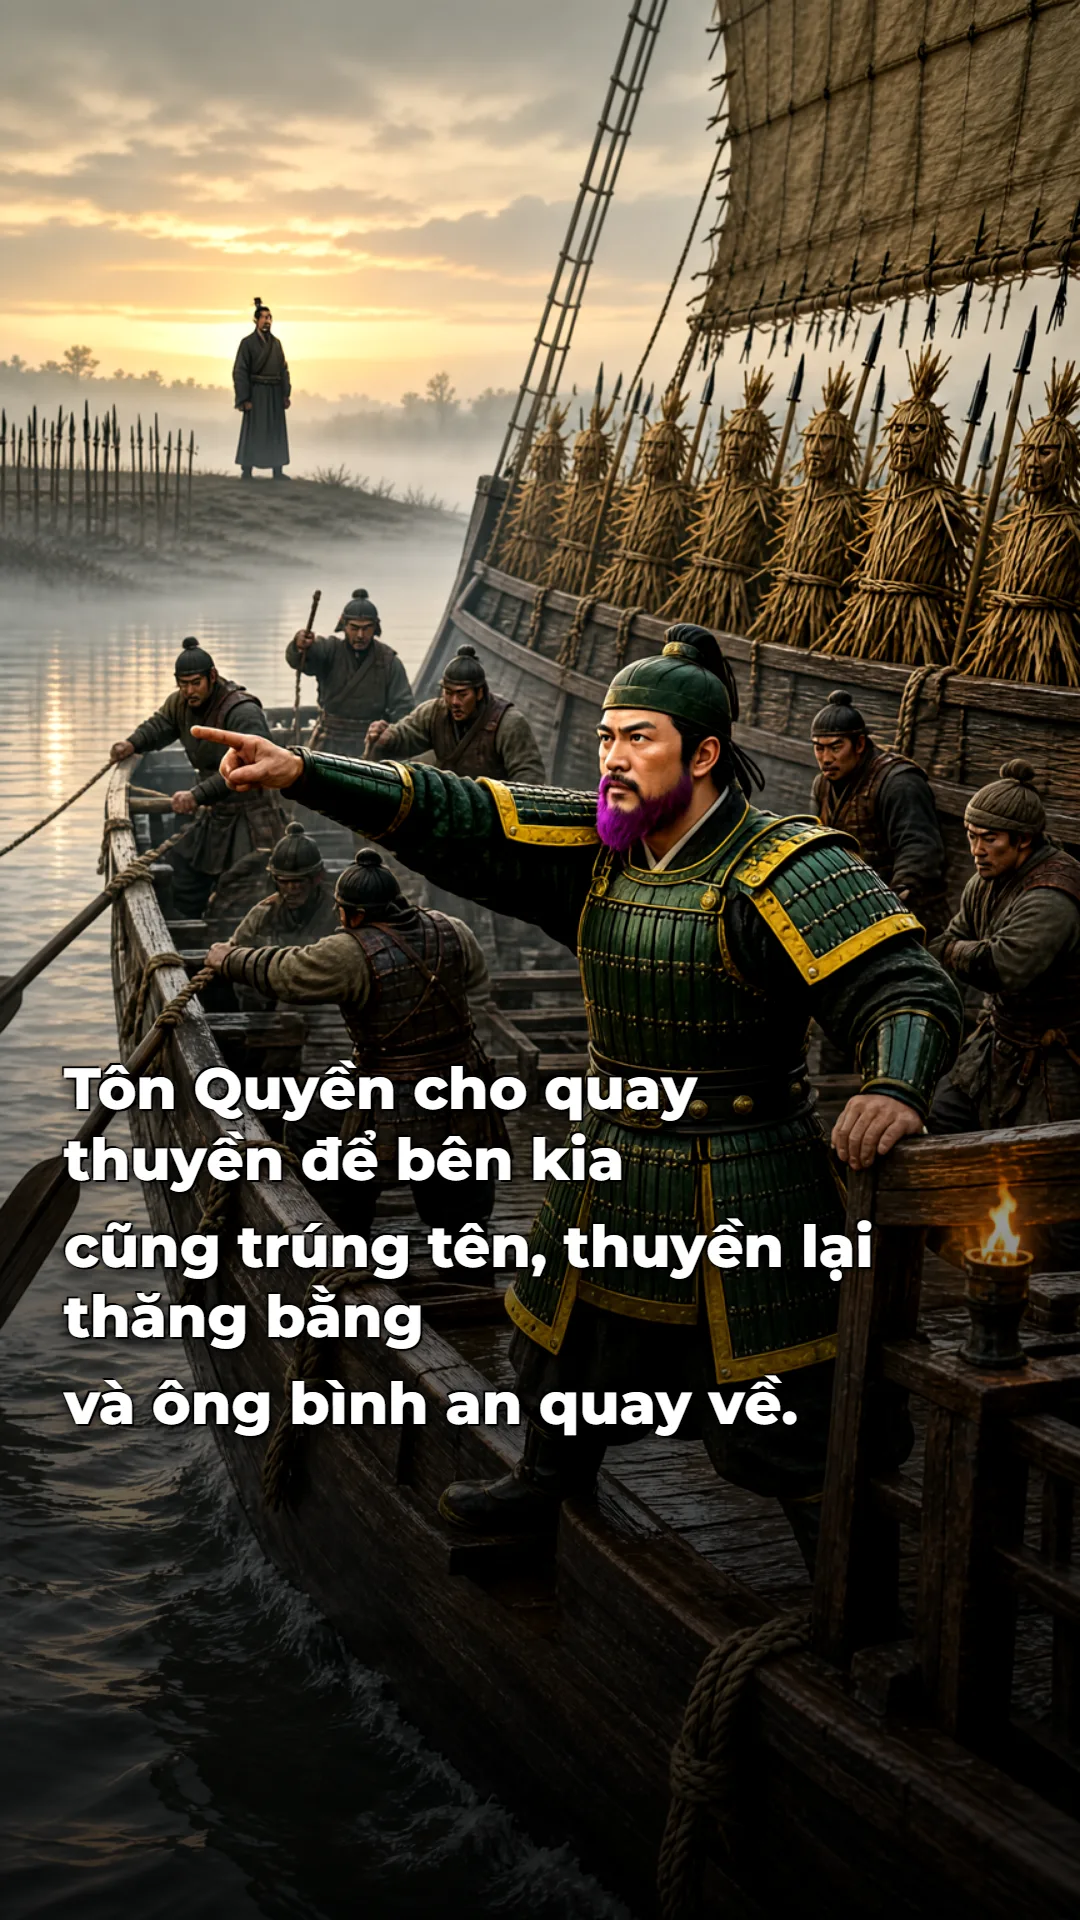 Tôn Quyền cho quay
thuyền để bên kia
cũng trúng tên, thuyền lại
thăng bằng
và ông bình an quay về.